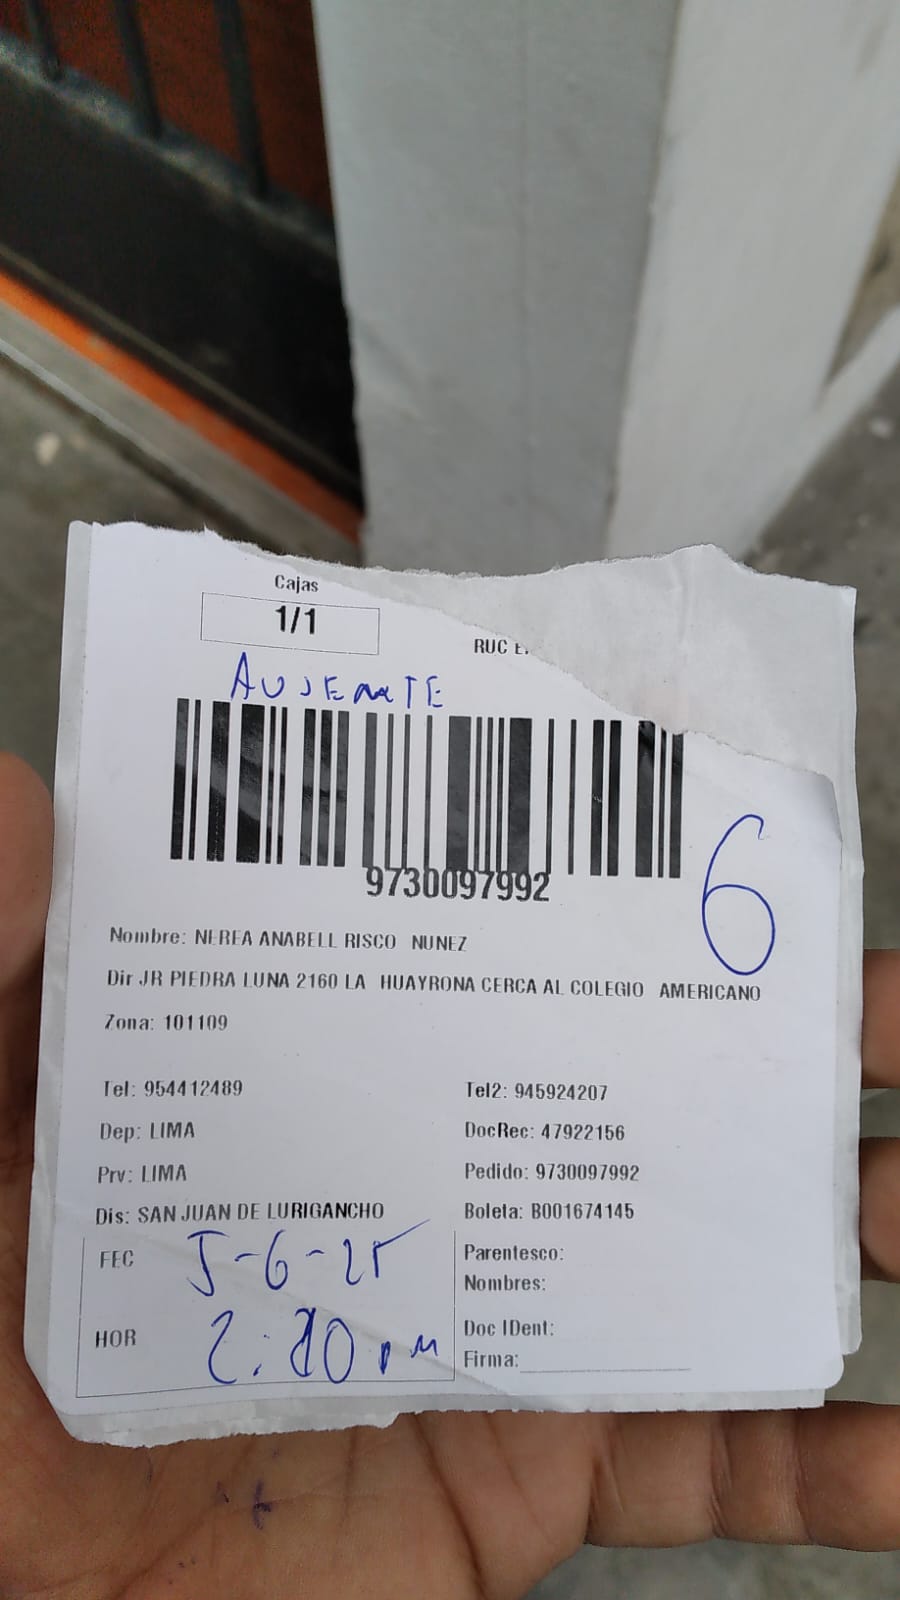 Cajas
1/1
RUC
AUSENTE
9730097992
6
Nombre: NEREA ANABELL RISCO NUNEZ
Dir JR PIEDRA LUNA 2160 LA HUAYRONA CERCA AL COLEGIO AMERICANO
Zona: 101109
Tel: 954412489 Tel2: 945924207
Dep: LIMA DocRec: 47922156
Prv: LIMA Pedido: 9730097992
Dis: SAN JUAN DE LURIGANCHO Boleta: B001674145
FEC 5-6-25 Parentesco:
Nombres:
HOR pm Doc IDent:
Firma: